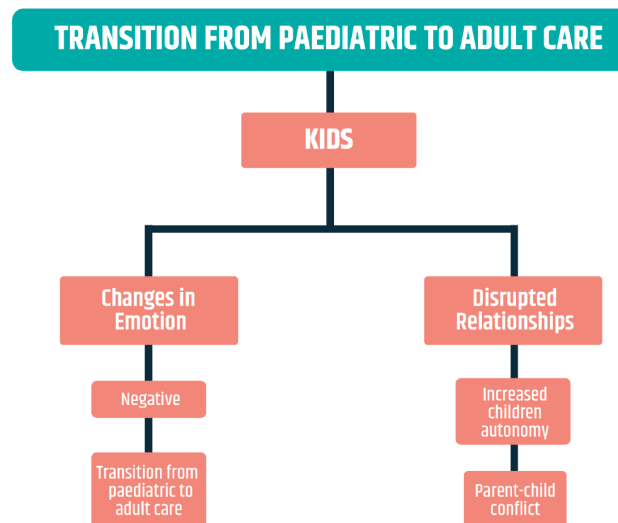 TRANSITION FROM PAEDIATRIC TO ADULT CARE
KIDS
Changes in
Emotion
Negative
Transition from
paediatric to
adult care
Disrupted
Relationships
Increased
children
autonomy
Parent-child
conflict